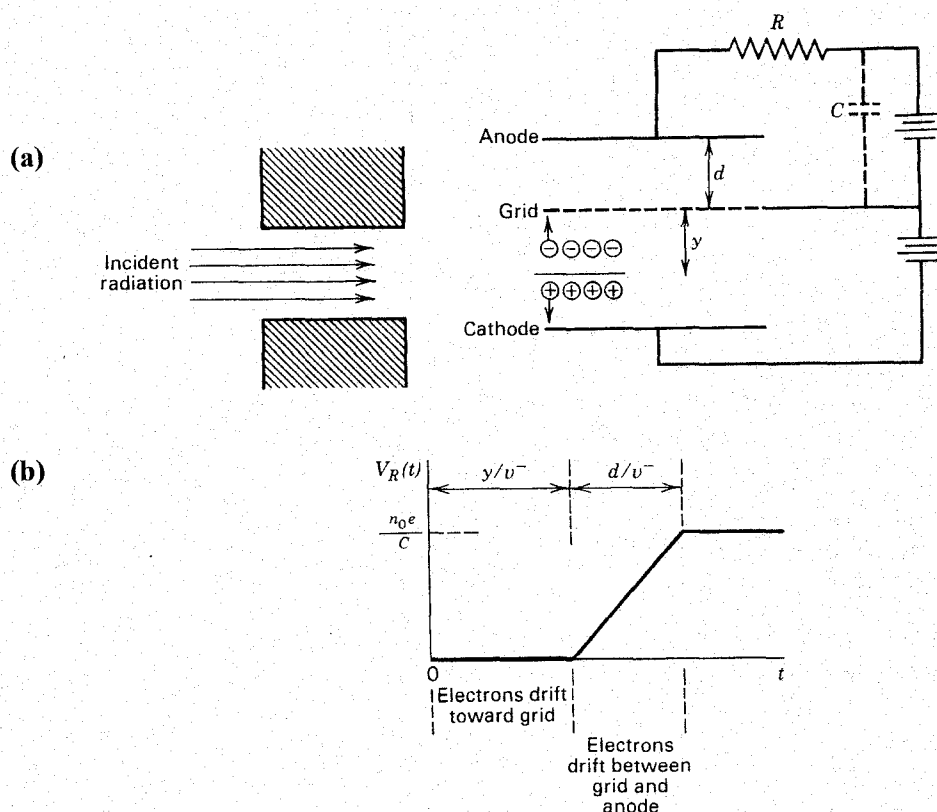 (a)
R
C
Anode
d
Grid
y
Incident
radiation
Cathode
(b)
V_R(t)
y/v⁻
d/v⁻
n₀e
C
0
t
Electrons drift
toward grid
Electrons
drift between
grid and
anode